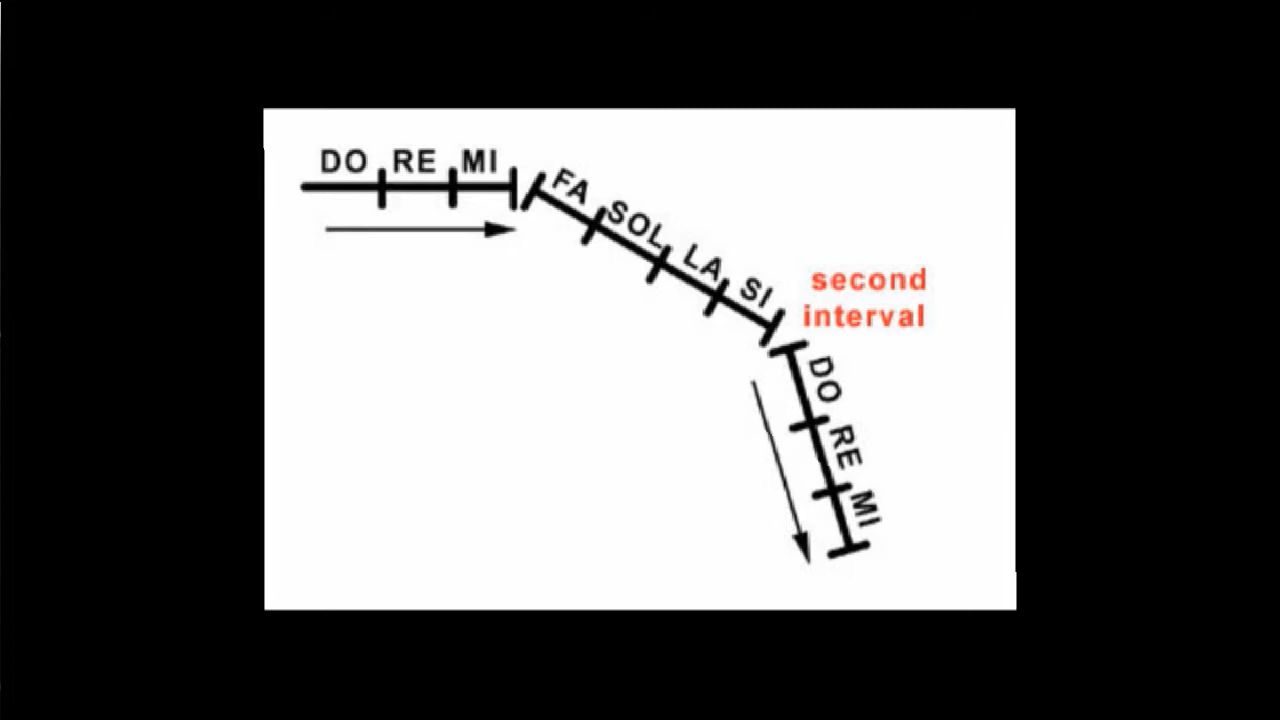 DO RE MI
FA SOL LA SI
second
interval
DO RE MI